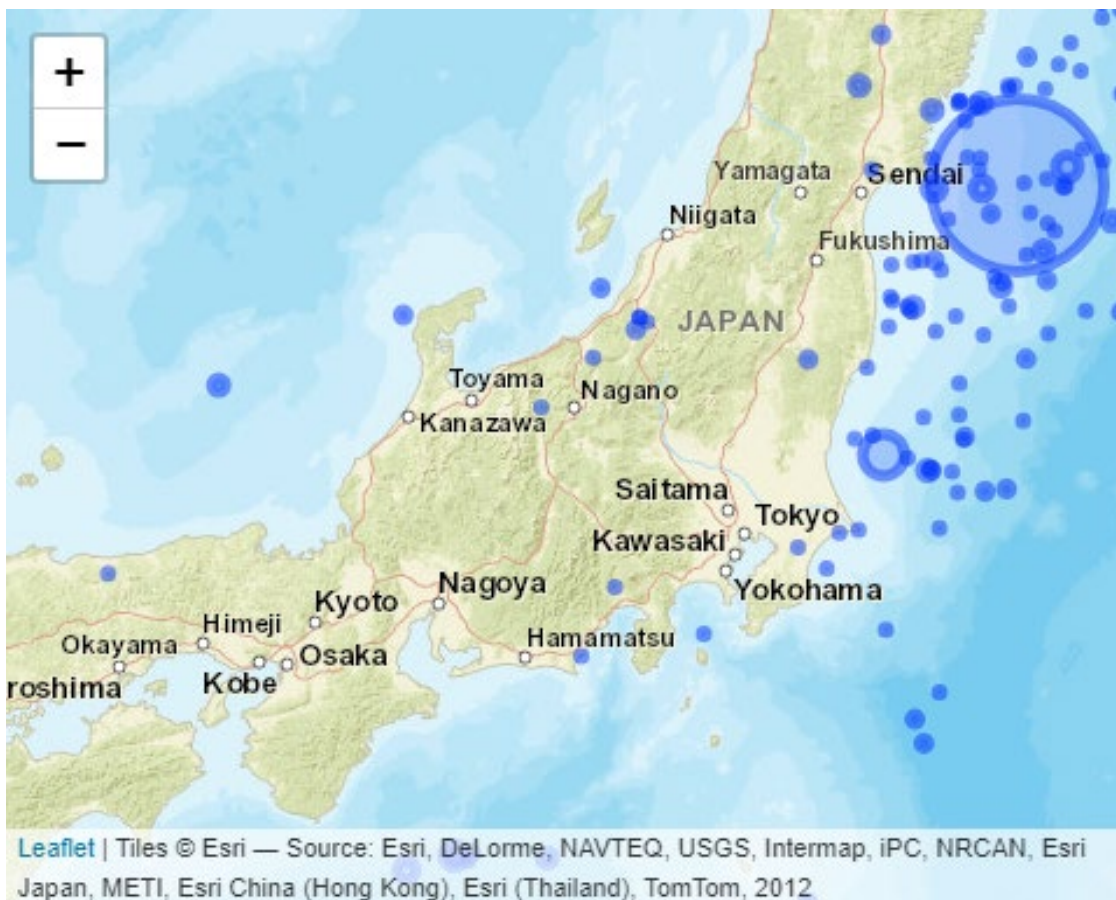 +
−
Yamagata
Sendai
Niigata
Fukushima
JAPAN
Toyama
Nagano
Kanazawa
Saitama
Tokyo
Kawasaki
Nagoya
Yokohama
Kyoto
Himeji
Hamamatsu
Okayama
Osaka
Kobe
roshima
Leaflet | Tiles © Esri — Source: Esri, DeLorme, NAVTEQ, USGS, Intermap, iPC, NRCAN, Esri
Japan, METI, Esri China (Hong Kong), Esri (Thailand), TomTom, 2012